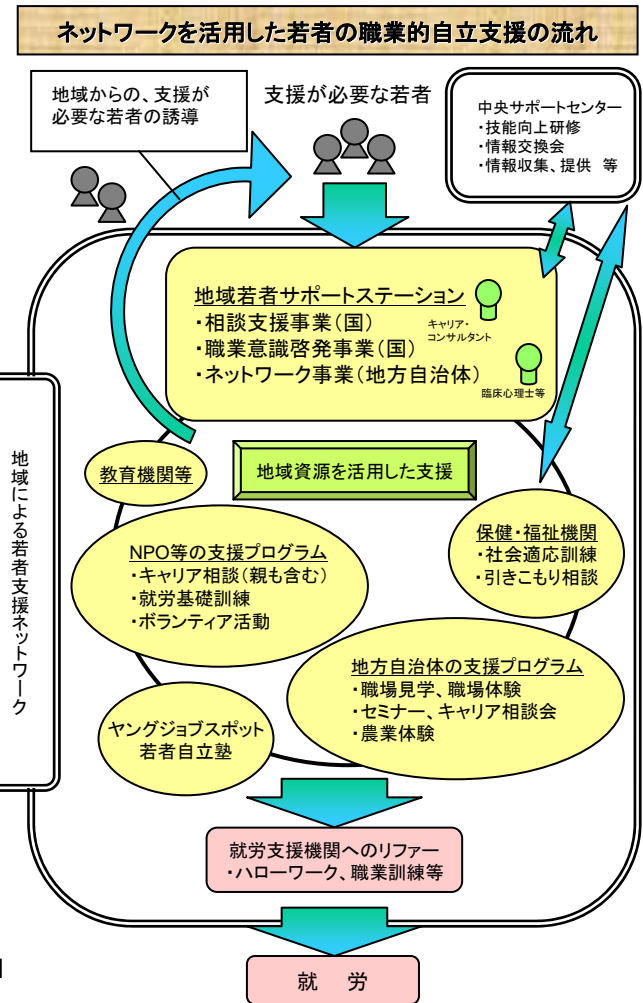 ネットワークを活用した若者の職業的自立支援の流れ
地域からの、支援が
必要な若者の誘導
支援が必要な若者
中央サポートセンター
・技能向上研修
・情報交換会
・情報収集、提供 等
地域若者サポートステーション
・相談支援事業(国)
・職業意識啓発事業(国)
・ネットワーク事業(地方自治体)
キャリア・
コンサルタント
臨床心理士等
地域による若者支援ネットワーク
教育機関等
地域資源を活用した支援
保健・福祉機関
・社会適応訓練
・引きこもり相談
NPO等の支援プログラム
・キャリア相談(親も含む)
・就労基礎訓練
・ボランティア活動
地方自治体の支援プログラム
・職場見学、職場体験
・セミナー、キャリア相談会
・農業体験
ヤングジョブスポット
若者自立塾
就労支援機関へのリファー
・ハローワーク、職業訓練等
就 労